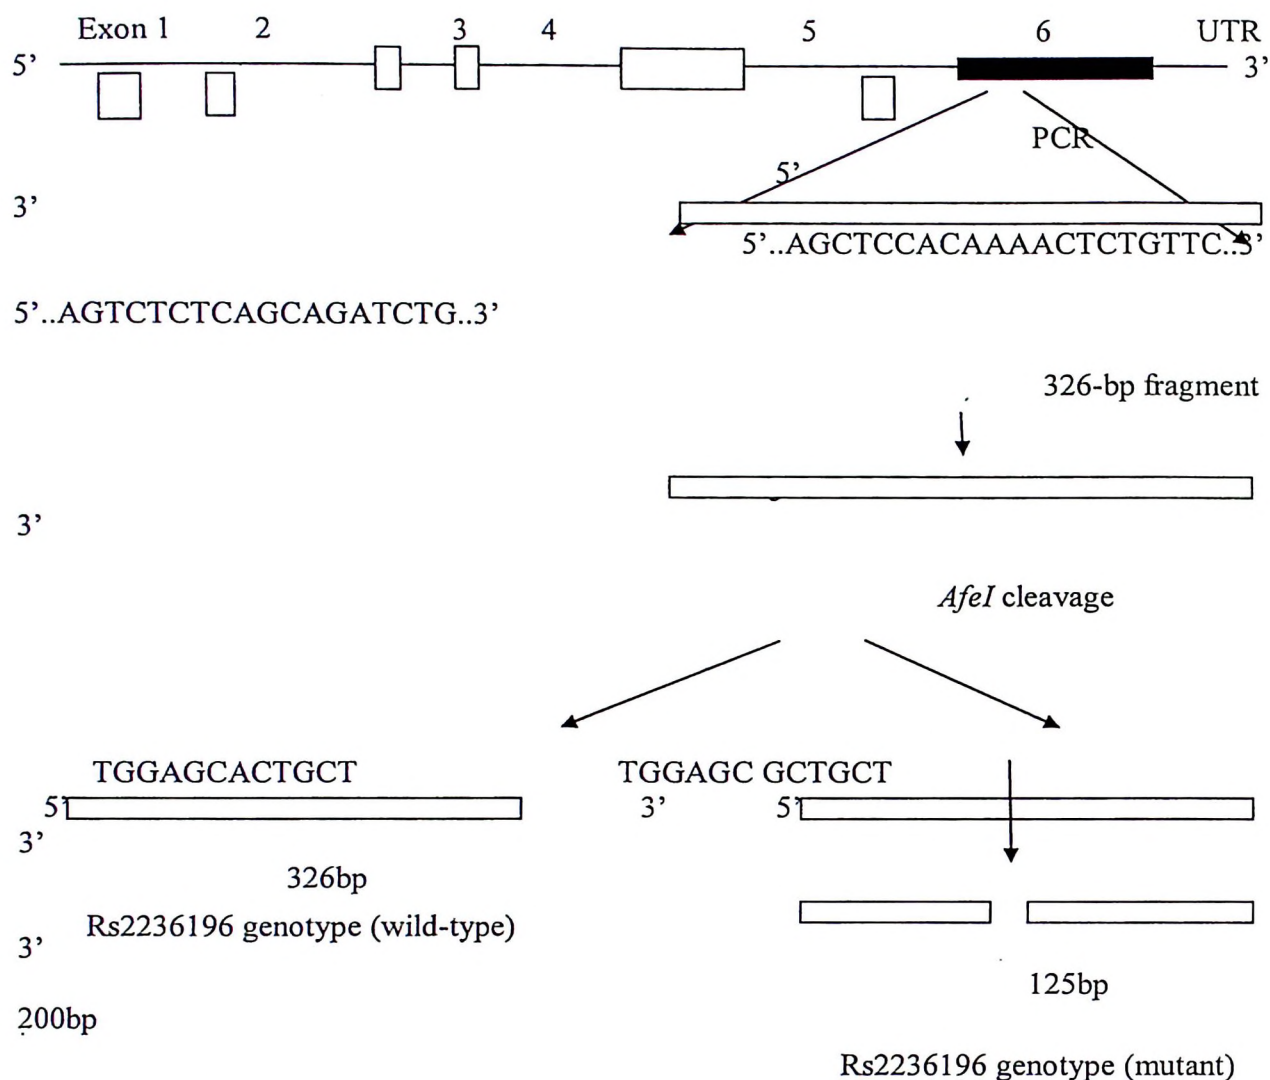 Exon 1 2 3 4 5 6 UTR
5’ 3’
PCR
5’
3’
5’..AGCTCCACAAAACTCTGTTC..3’
5’..AGTCTCTCAGCAGATCTG..3’
326-bp fragment
3’
AfeI cleavage
TGGAGCACTGCT TGGAGC GCTGCT
5’ 3’ 5’
3’
326bp
Rs2236196 genotype (wild-type)
3’
125bp
200bp
Rs2236196 genotype (mutant)